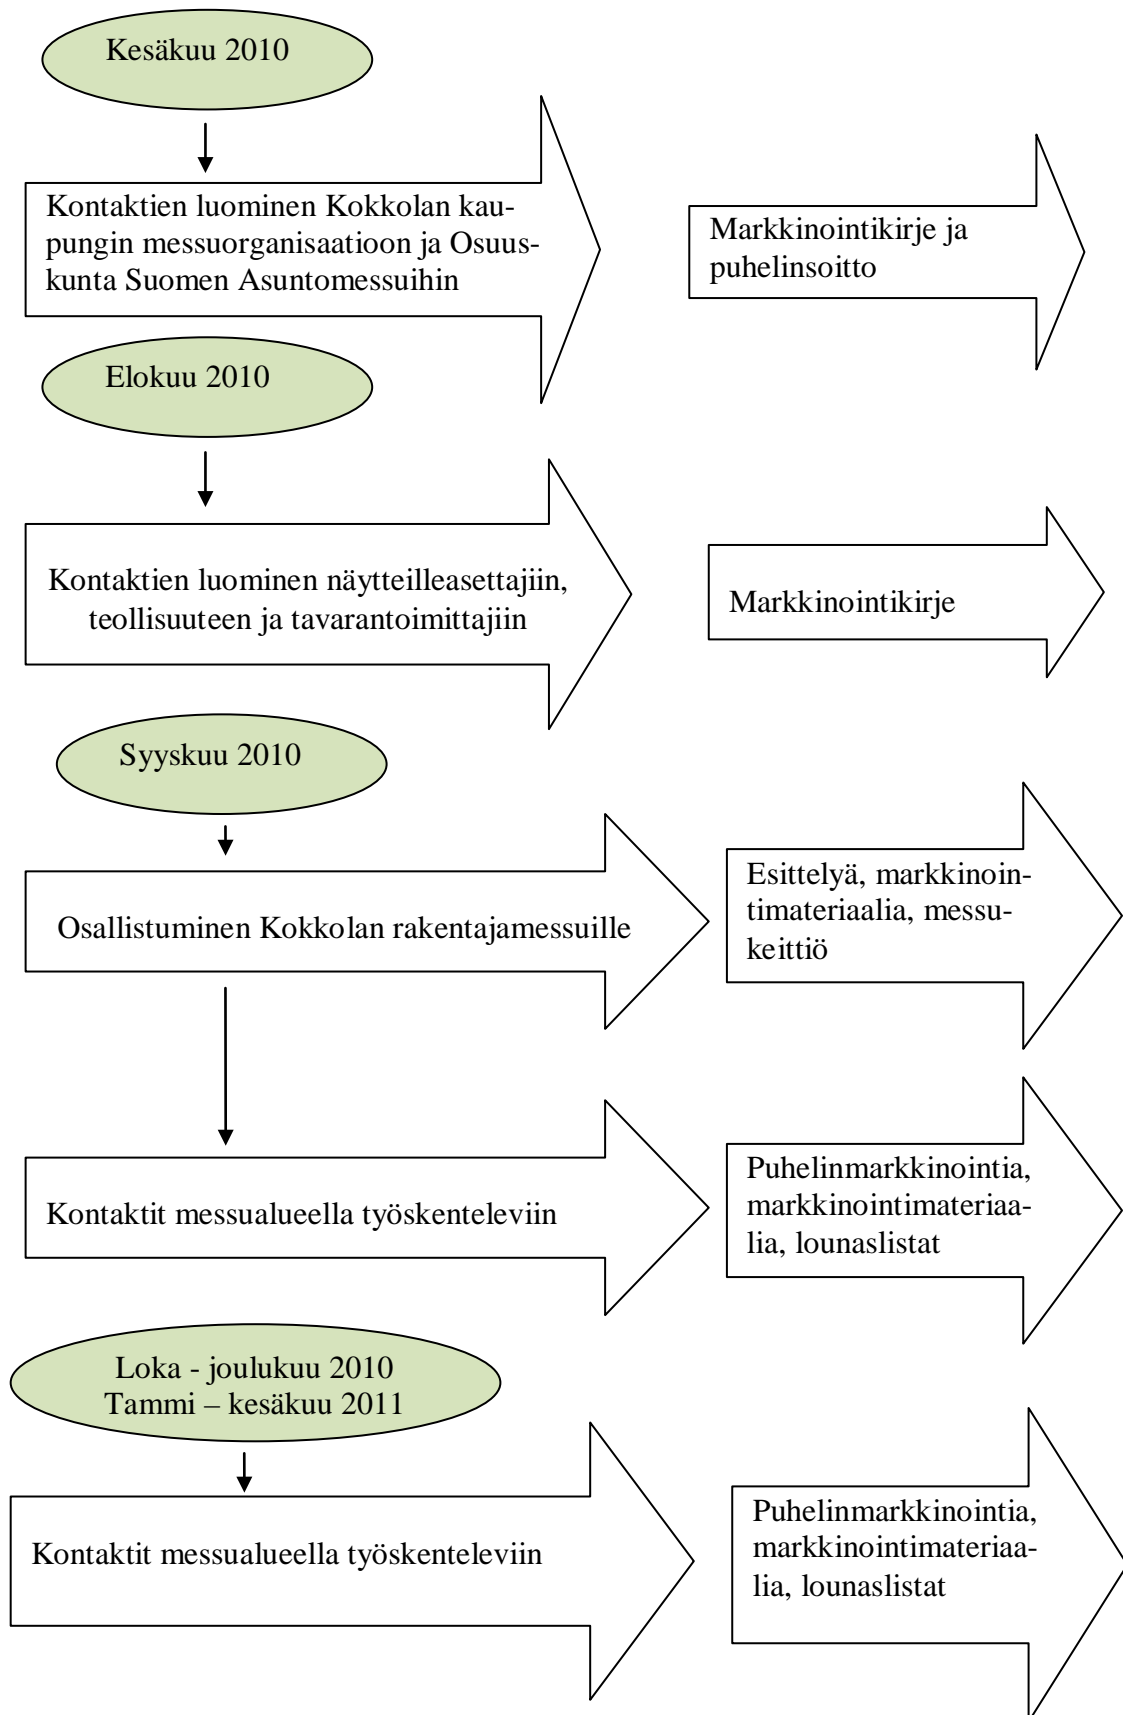 Kesäkuu 2010
Kontaktien luominen Kokkolan kau-
pungin messuorganisaatioon ja Osuus-
kunta Suomen Asuntomessuihin
Markkinointikirje ja
puhelinsoitto
Elokuu 2010
Kontaktien luominen näytteilleasettajiin,
teollisuuteen ja tavarantoimittajiin
Markkinointikirje
Syyskuu 2010
Osallistuminen Kokkolan rakentajamessuille
Esittelyä, markkinoin-
timateriaalia, messu-
keittiö
Kontaktit messualueella työskenteleviin
Puhelinmarkkinointia,
markkinointimateriaa-
lia, lounaslistat
Loka - joulukuu 2010
Tammi – kesäkuu 2011
Kontaktit messualueella työskenteleviin
Puhelinmarkkinointia,
markkinointimateriaa-
lia, lounaslistat